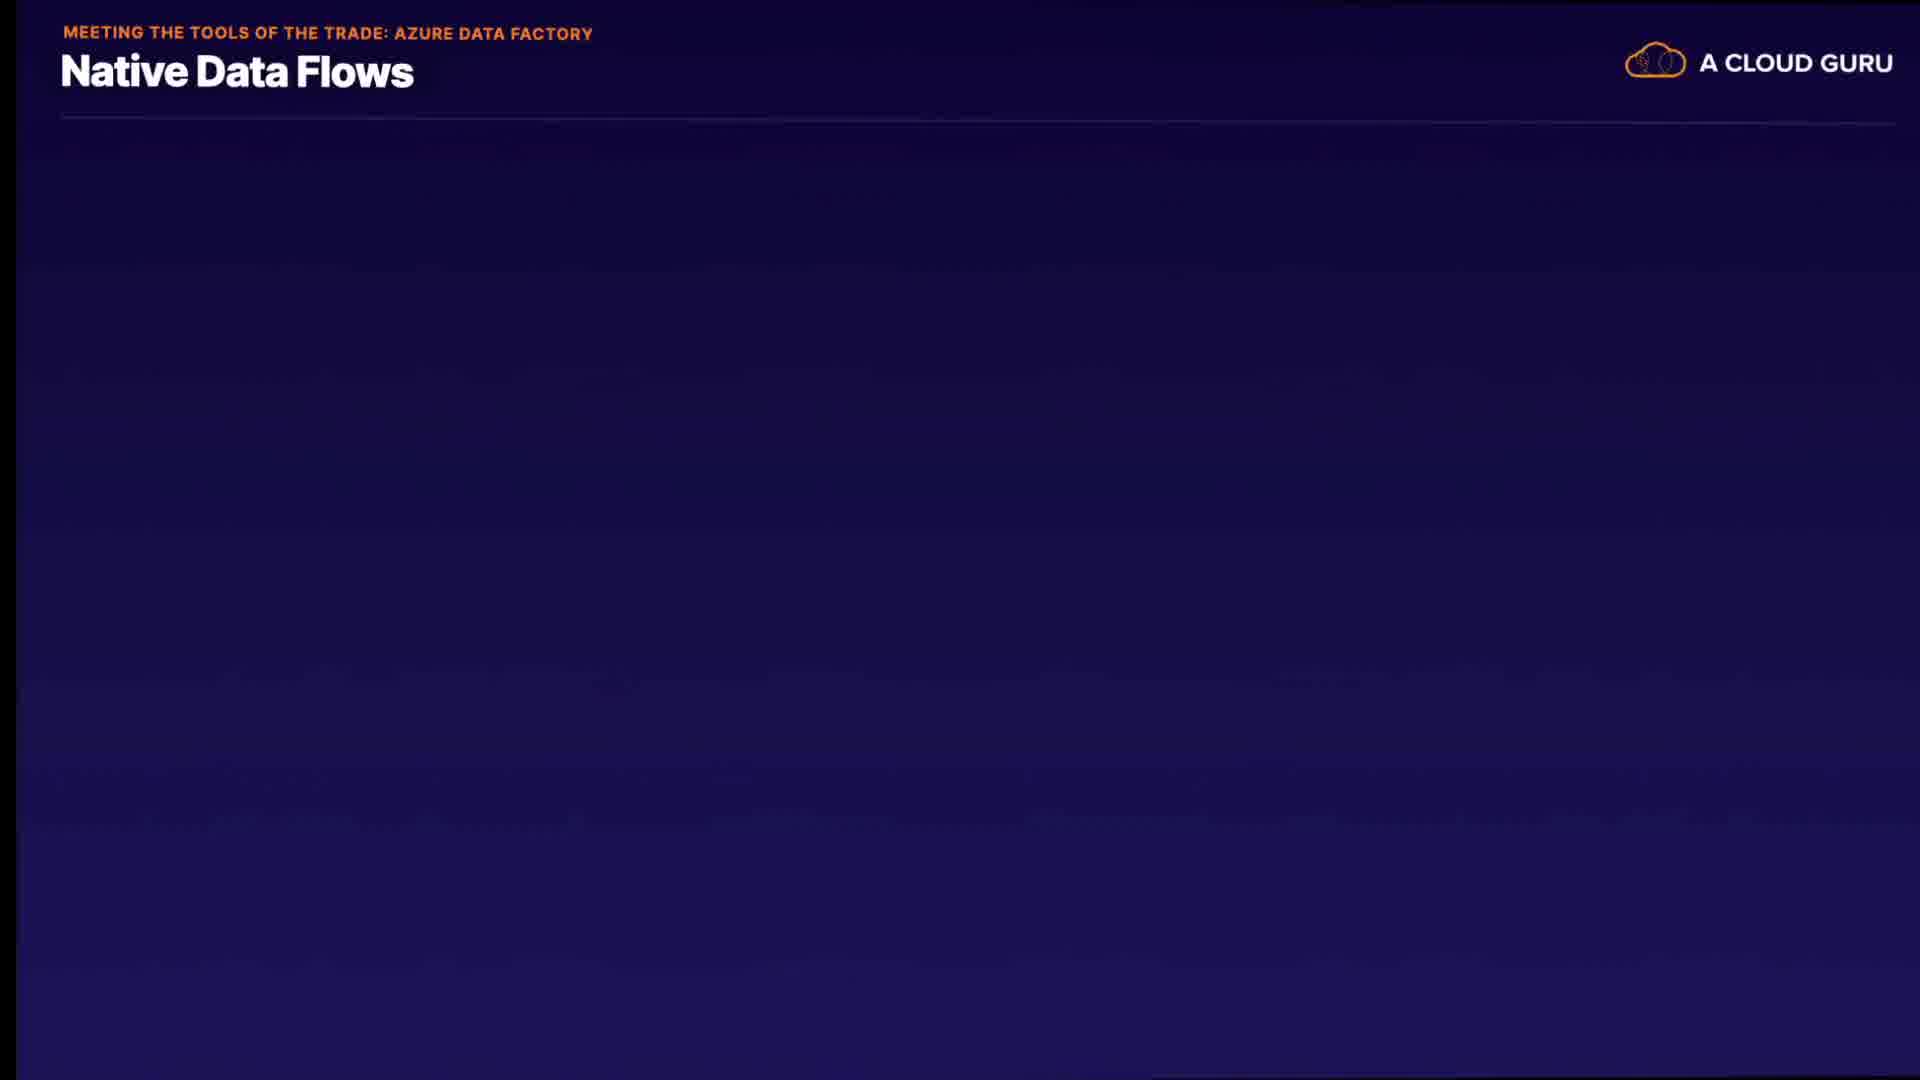 MEETING THE TOOLS OF THE TRADE: AZURE DATA FACTORY
Native Data Flows
A CLOUD GURU